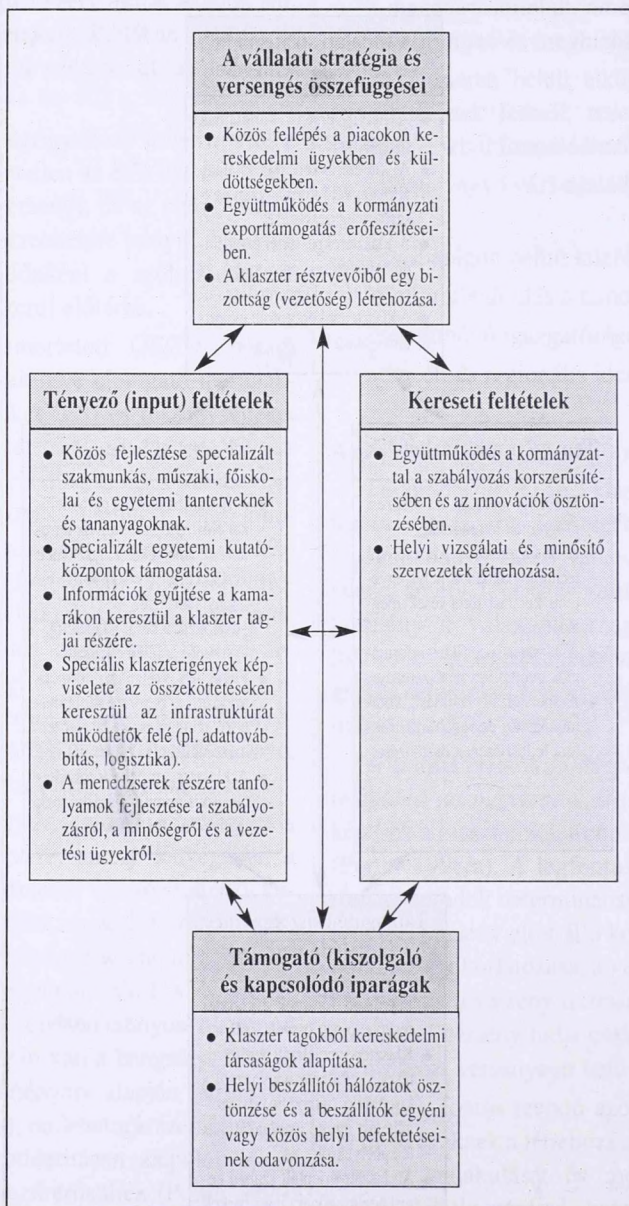 A vállalati stratégia és
versengés összefüggései
● Közös fellépés a piacokon ke-
reskedelmi ügyekben és kül-
döttségekben.
● Együttműködés a kormányzati
exporttámogatás erőfeszítései-
ben.
● A klaszter résztvevőiből egy bi-
zottság (vezetőség) létrehozása.
Tényező (input) feltételek
● Közös fejlesztése specializált
szakmunkás, műszaki, főisko-
lai és egyetemi tanterveknek
és tananyagoknak.
● Specializált egyetemi kutató-
központok támogatása.
● Információk gyűjtése a kama-
rákon keresztül a klaszter tag-
jai részére.
● Speciális klaszterigények kép-
viselete az összeköttetéseken
keresztül az infrastruktúrát
működtetők felé (pl. adattováb-
bítás, logisztika).
● A menedzserek részére tanfo-
lyamok fejlesztése a szabályo-
zásról, a minőségről és a veze-
tési ügyekről.
Kereseti feltételek
● Együttműködés a kormányzat-
tal a szabályozás korszerűsíté-
sében és az innovációk ösztön-
zésében.
● Helyi vizsgálati és minősítő
szervezetek létrehozása.
Támogató (kiszolgáló
és kapcsolódó iparágak
● Klaszter tagokból kereskedelmi
társaságok alapítása.
● Helyi beszállítói hálózatok ösz-
tönzése és a beszállítók egyéni
vagy közös helyi befektetései-
nek odavonzása.